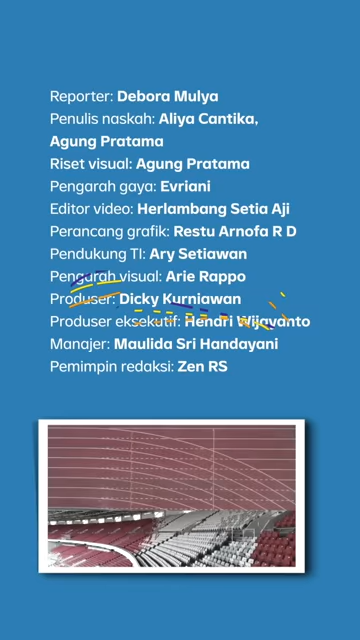 Reporter: Debora Mulya
Penulis naskah: Aliya Cantika,
Agung Pratama
Riset visual: Agung Pratama
Pengarah gaya: Evriani
Editor video: Herlambang Setia Aji
Perancang grafik: Restu Arnofa R D
Pendukung TI: Ary Setiawan
Pengarah visual: Arie Rappo
Produser: Dicky Kurniawan
Produser eksekutif: Hendri Wijayanto
Manajer: Maulida Sri Handayani
Pemimpin redaksi: Zen RS